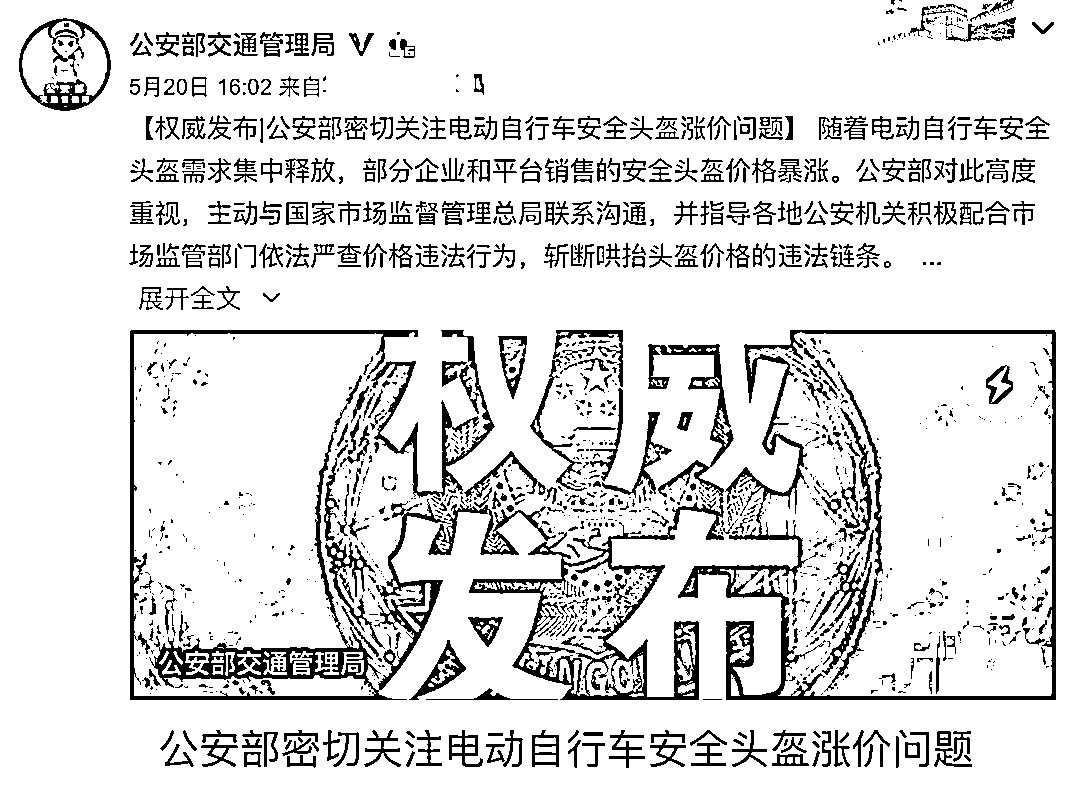 公安部交通管理局
5月20日 16:02 来自
【权威发布|公安部密切关注电动自行车安全头盔涨价问题】 随着电动自行车安全
头盔需求集中释放，部分企业和平台销售的安全头盔价格暴涨。公安部对此高度
重视，主动与国家市场监督管理总局联系沟通，并指导各地公安机关积极配合市
场监管部门依法严查价格违法行为，斩断哄抬头盔价格的违法链条。 ...
展开全文
权威
发布
公安部交通管理局
公安部密切关注电动自行车安全头盔涨价问题